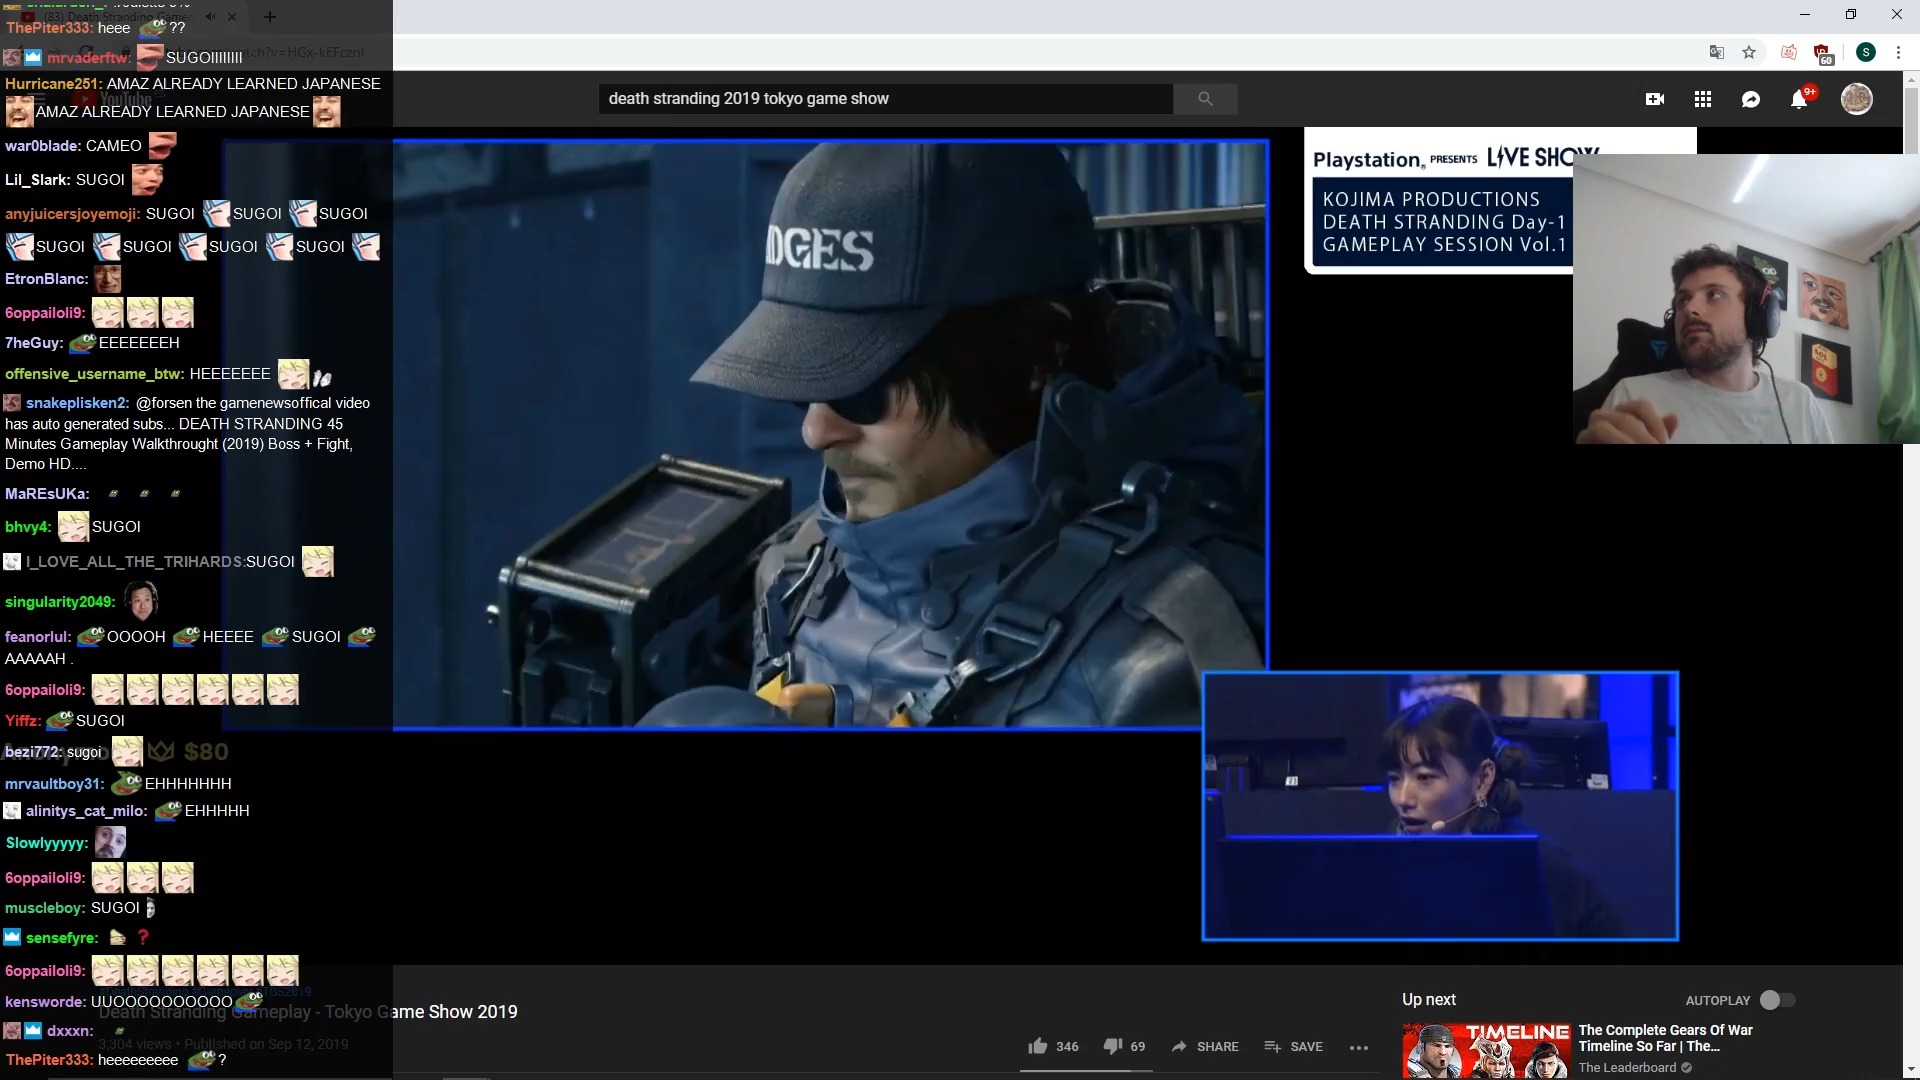 ThePiter333: heee ??
mrvaderftw: SUGOIIIIIIII
Hurricane251: AMAZ ALREADY LEARNED JAPANESE
AMAZ ALREADY LEARNED JAPANESE
war0blade: CAMEO
Lil_Slark: SUGOI
anyjuicersjoyemoji: SUGOI SUGOI SUGOI
SUGOI SUGOI SUGOI SUGOI
EtronBlanc:
6oppailoli9:
7heGuy: EEEEEEEH
offensive_username_btw: HEEEEEEE
snakeplisken2: @forsen the gamenewsoffical video
has auto generated subs... DEATH STRANDING 45
Minutes Gameplay Walkthrought (2019) Boss + Fight,
Demo HD....
MaREsUKa:
bhvy4: SUGOI
I_LOVE_ALL_THE_TRIHARDS:SUGOI
singularity2049:
feanorlul: OOOOH HEEEE SUGOI
AAAAAH .
6oppailoli9:
Yiffz: SUGOI
bezi772: sugoi
$80
mrvaultboy31: EHHHHHHH
alinitys_cat_milo: EHHHHH
Slowlyyyyy:
6oppailoli9:
muscleboy: SUGOI
sensefyre: ?
6oppailoli9:
kensworde: UUOOOOOOOOOO
dxxxn:
ThePiter333: heeeeeeeee ?
YouTube
death stranding 2019 tokyo game show
60
S
9+
DGES
Playstation. PRESENTS LIVE SHOW
KOJIMA PRODUCTIONS
DEATH STRANDING Day-1
GAMEPLAY SESSION Vol.1
Death Stranding Gameplay - Tokyo Game Show 2019
3,304 views • Published on Sep 12, 2019
346
69
SHARE
SAVE
Up next
AUTOPLAY
TIMELINE
The Complete Gears Of War
Timeline So Far | The...
The Leaderboard